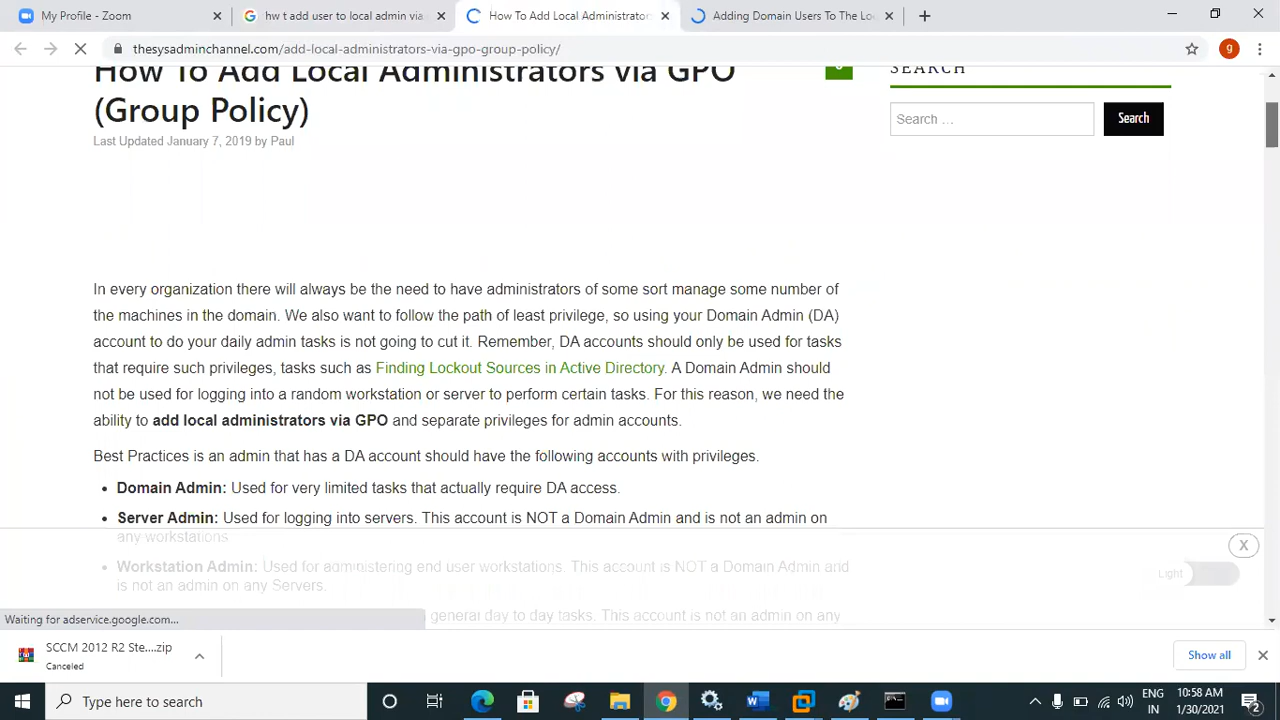 My Profile - Zoom
hw t add user to local admin via
How To Add Local Administrator
Adding Domain Users To The Lo
thesysadminchannel.com/add-local-administrators-via-gpo-group-policy/
9
How To Add Local Administrators via GPO
(Group Policy)
Last Updated January 7, 2019 by Paul
SEARCH
Search …
Search
In every organization there will always be the need to have administrators of some sort manage some number of
the machines in the domain. We also want to follow the path of least privilege, so using your Domain Admin (DA)
account to do your daily admin tasks is not going to cut it. Remember, DA accounts should only be used for tasks
that require such privileges, tasks such as Finding Lockout Sources in Active Directory. A Domain Admin should
not be used for logging into a random workstation or server to perform certain tasks. For this reason, we need the
ability to add local administrators via GPO and separate privileges for admin accounts.
Best Practices is an admin that has a DA account should have the following accounts with privileges.
• Domain Admin: Used for very limited tasks that actually require DA access.
• Server Admin: Used for logging into servers. This account is NOT a Domain Admin and is not an admin on
any workstations
• Workstation Admin: Used for administering end user workstations. This account is NOT a Domain Admin and
is not an admin on any Servers.
general day to day tasks. This account is not an admin on any
X
Light
Waiting for adservice.google.com...
SCCM 2012 R2 Ste....zip
Canceled
Show all
Type here to search
ENG
IN
10:58 AM
1/30/2021
2